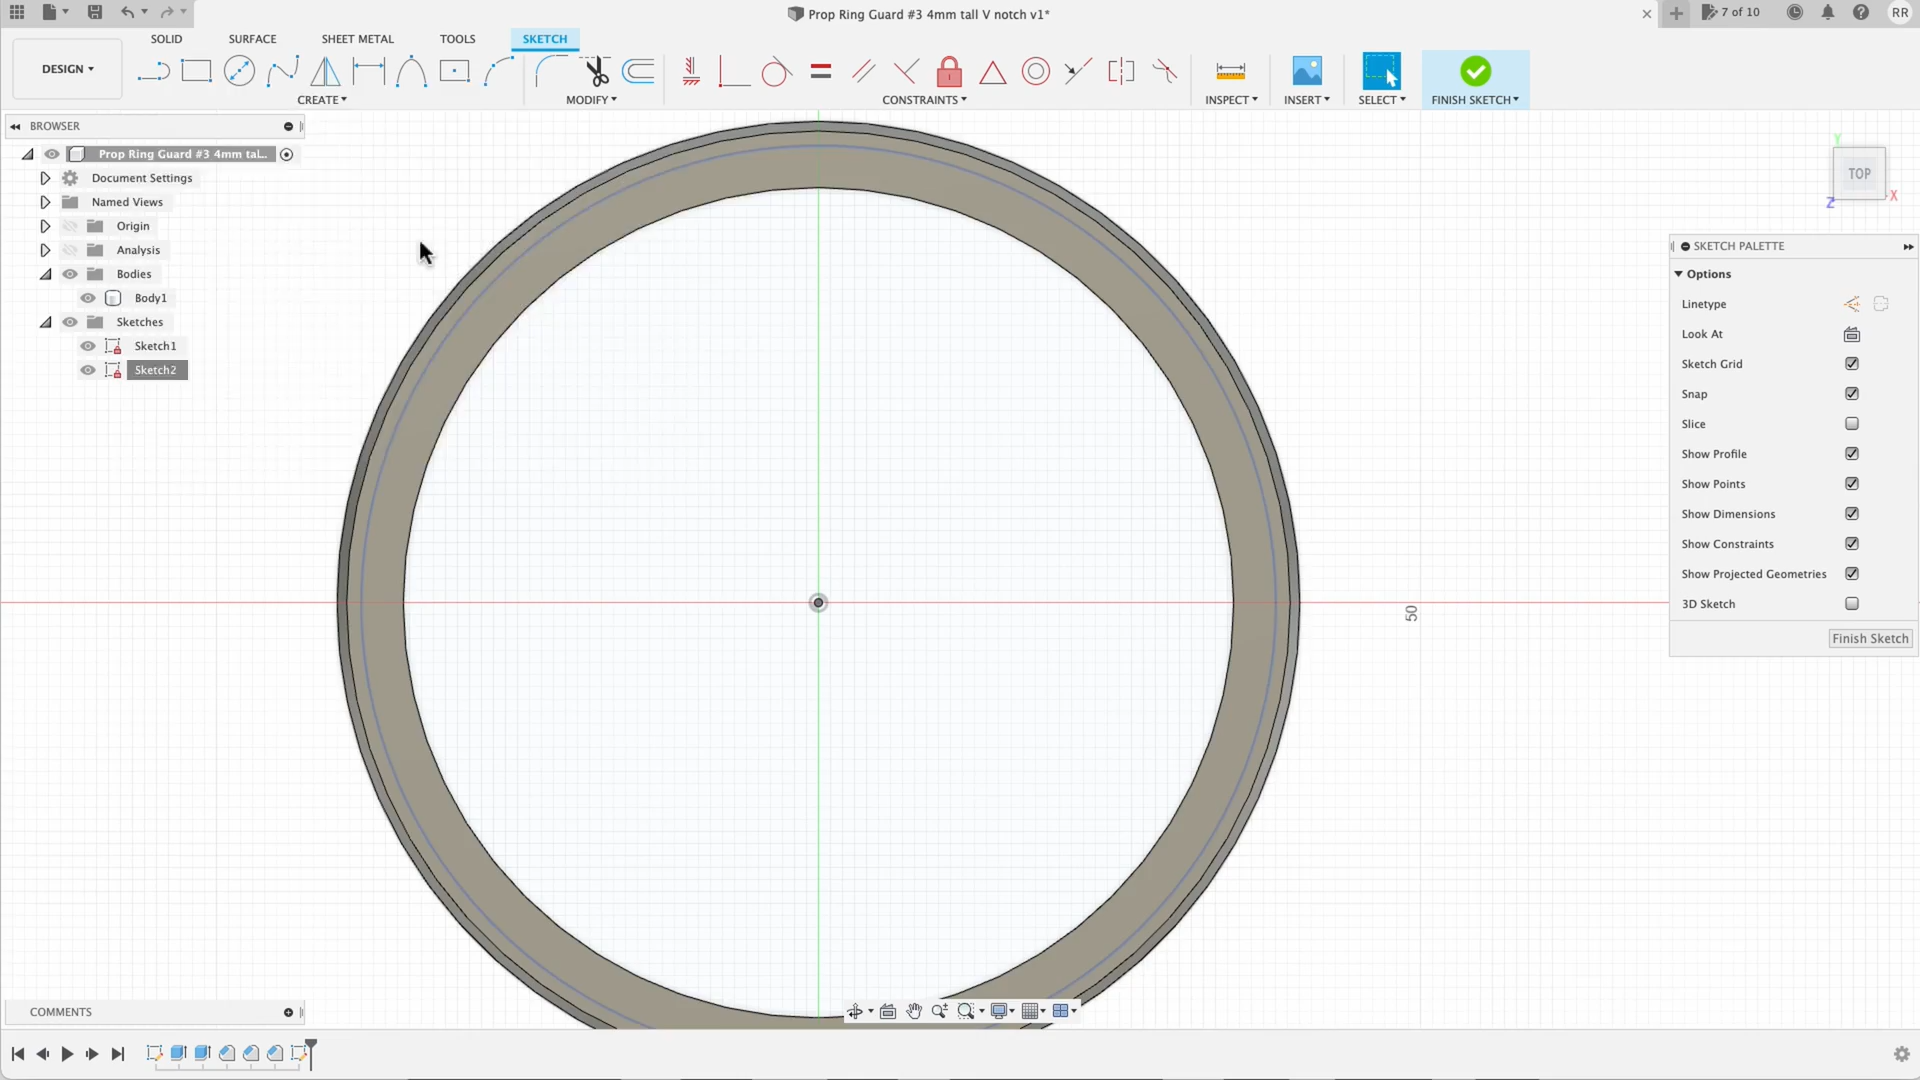 Prop Ring Guard #3 4mm tall V notch v1*
7 of 10
RR
SOLID
SURFACE
SHEET METAL
TOOLS
SKETCH
DESIGN
CREATE
MODIFY
CONSTRAINTS
INSPECT
INSERT
SELECT
FINISH SKETCH
BROWSER
Prop Ring Guard #3 4mm tal...
Document Settings
Named Views
Origin
Analysis
Bodies
Body1
Sketches
Sketch1
Sketch2
Y
TOP
X
Z
SKETCH PALETTE
Options
Linetype
Look At
Sketch Grid
Snap
Slice
Show Profile
Show Points
Show Dimensions
Show Constraints
Show Projected Geometries
3D Sketch
Finish Sketch
50
COMMENTS